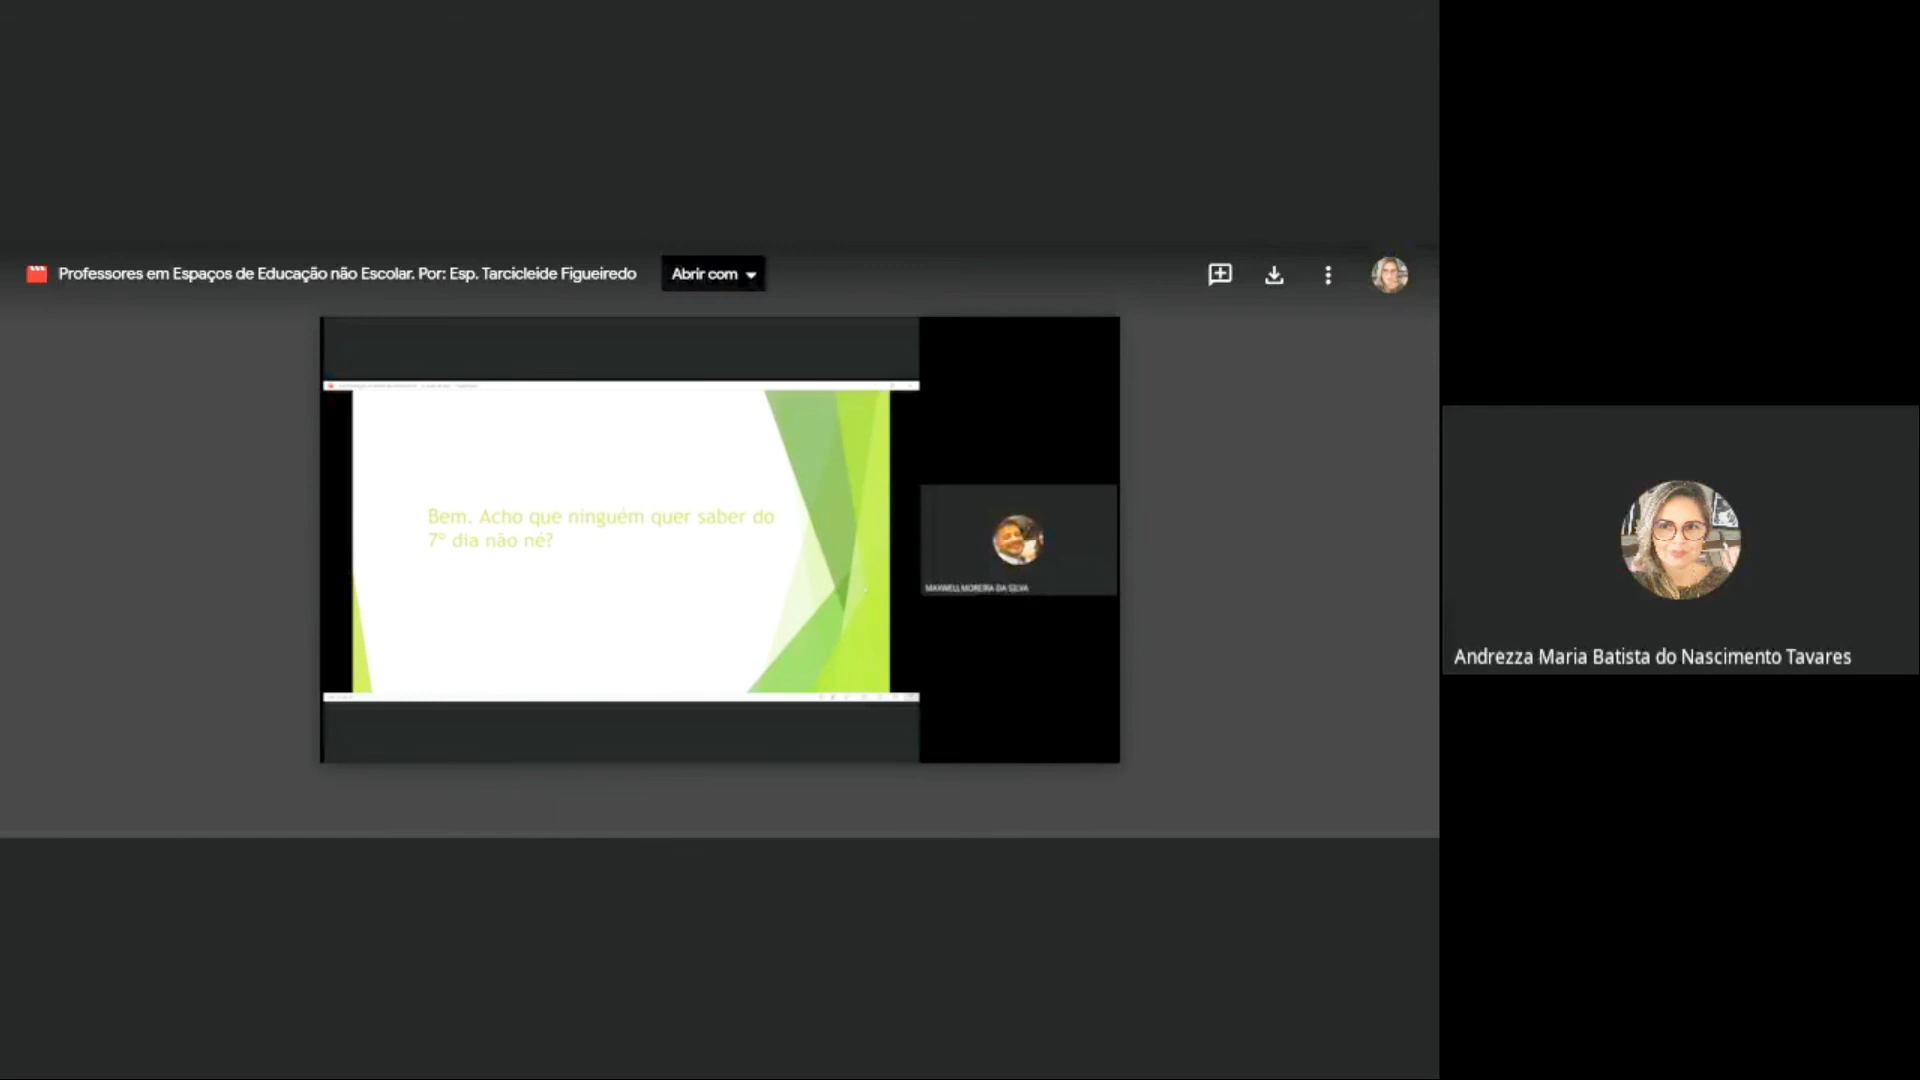 Professores em Espaços de Educação não Escolar. Por: Esp. Tarcicleide Figueiredo
Abrir com
Bem. Acho que ninguém quer saber do
7º dia não né?
MAXWELL MOREIRA DA SILVA
Andrezza Maria Batista do Nascimento Tavares